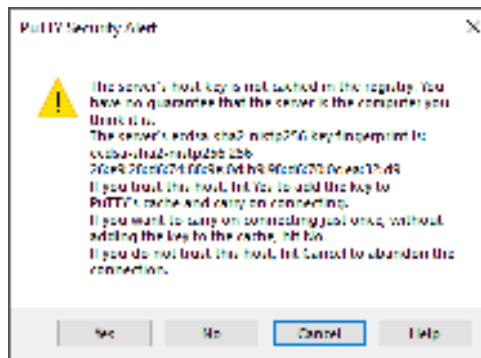 PuTTY Security Alert
The server's host key is not cached in the registry. You
have no guarantee that the server is the computer you
think it is.
The server's ecdsa-sha2-nistp256 key fingerprint is:
ecdsa-sha2-nistp256 256
If you trust this host, hit Yes to add the key to
PuTTY's cache and carry on connecting.
If you want to carry on connecting just once, without
adding the key to the cache, hit No.
If you do not trust this host, hit Cancel to abandon the
connection.
Yes No Cancel Help